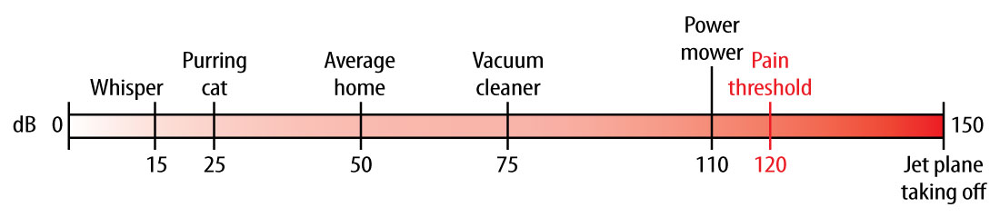 Power
mower
Purring
cat
Average
home
Vacuum
cleaner
Pain
threshold
Whisper
dB 0
150
15
25
50
75
110
120
Jet plane
taking off